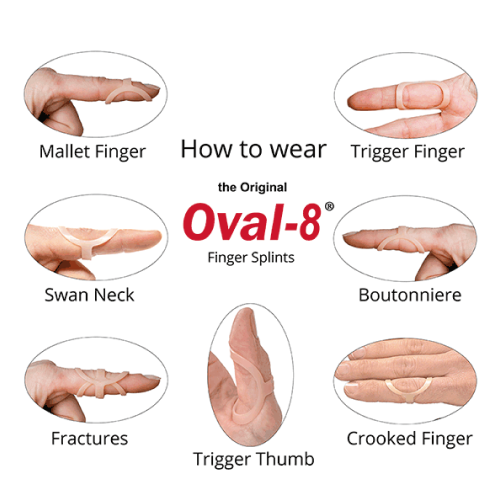 How to wear
the Original
Oval-8®
Finger Splints
Mallet Finger
Trigger Finger
Swan Neck
Boutonniere
Fractures
Trigger Thumb
Crooked Finger